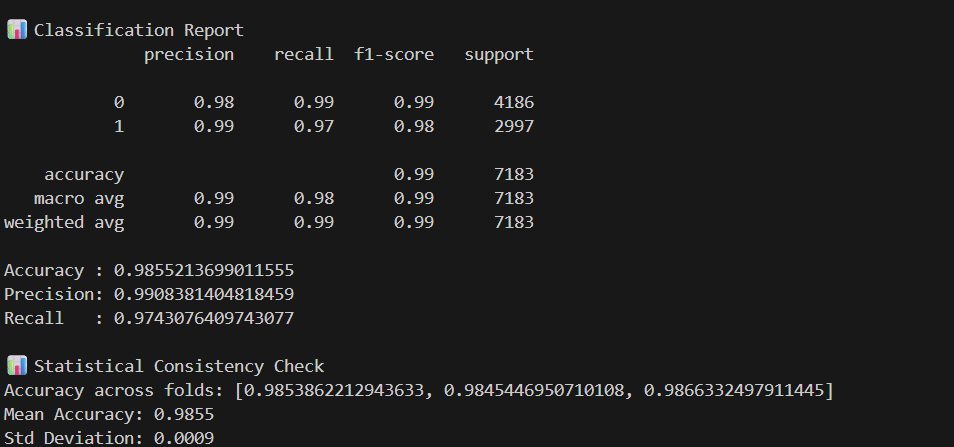 📊 Classification Report
              precision    recall  f1-score   support

           0       0.98      0.99      0.99      4186
           1       0.99      0.97      0.98      2997

    accuracy                           0.99      7183
   macro avg       0.99      0.98      0.99      7183
weighted avg       0.99      0.99      0.99      7183

Accuracy : 0.9855213699011555
Precision: 0.9908381404818459
Recall   : 0.9743076409743077

📊 Statistical Consistency Check
Accuracy across folds: [0.9853862212943633, 0.9845446950710108, 0.9866332497911445]
Mean Accuracy: 0.9855
Std Deviation: 0.0009